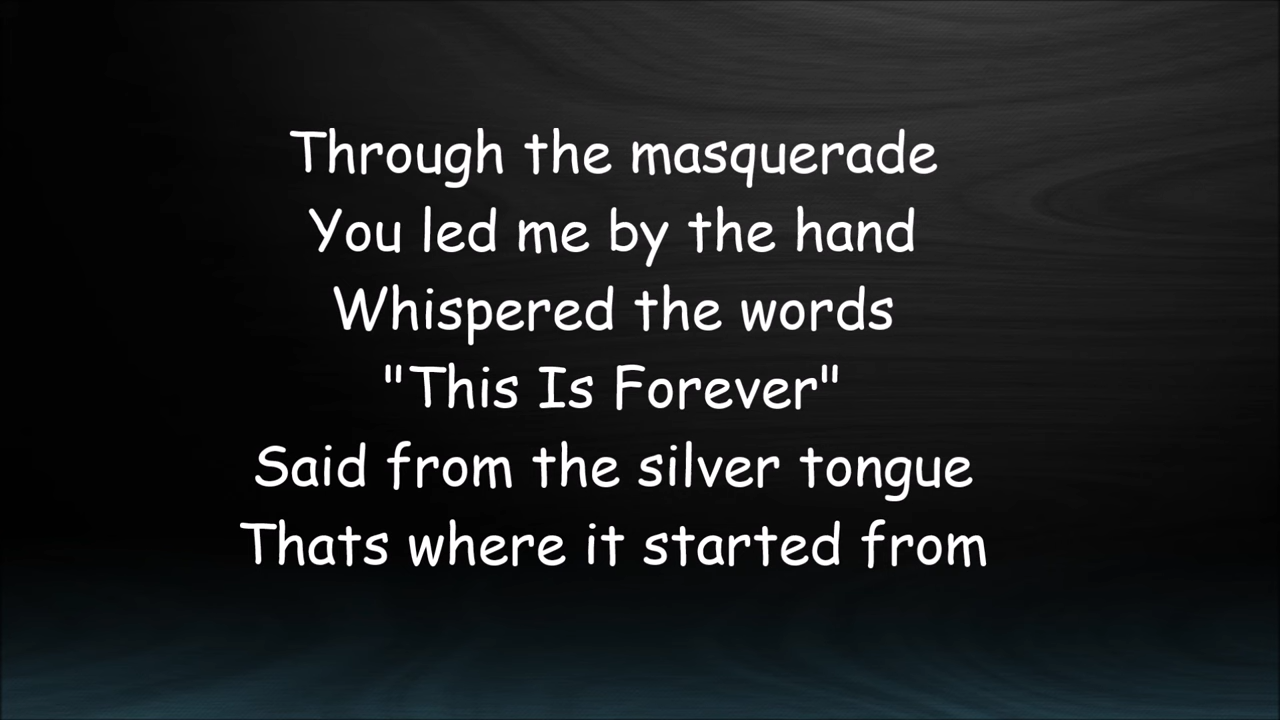 Through the masquerade
You led me by the hand
Whispered the words
"This Is Forever"
Said from the silver tongue
Thats where it started from